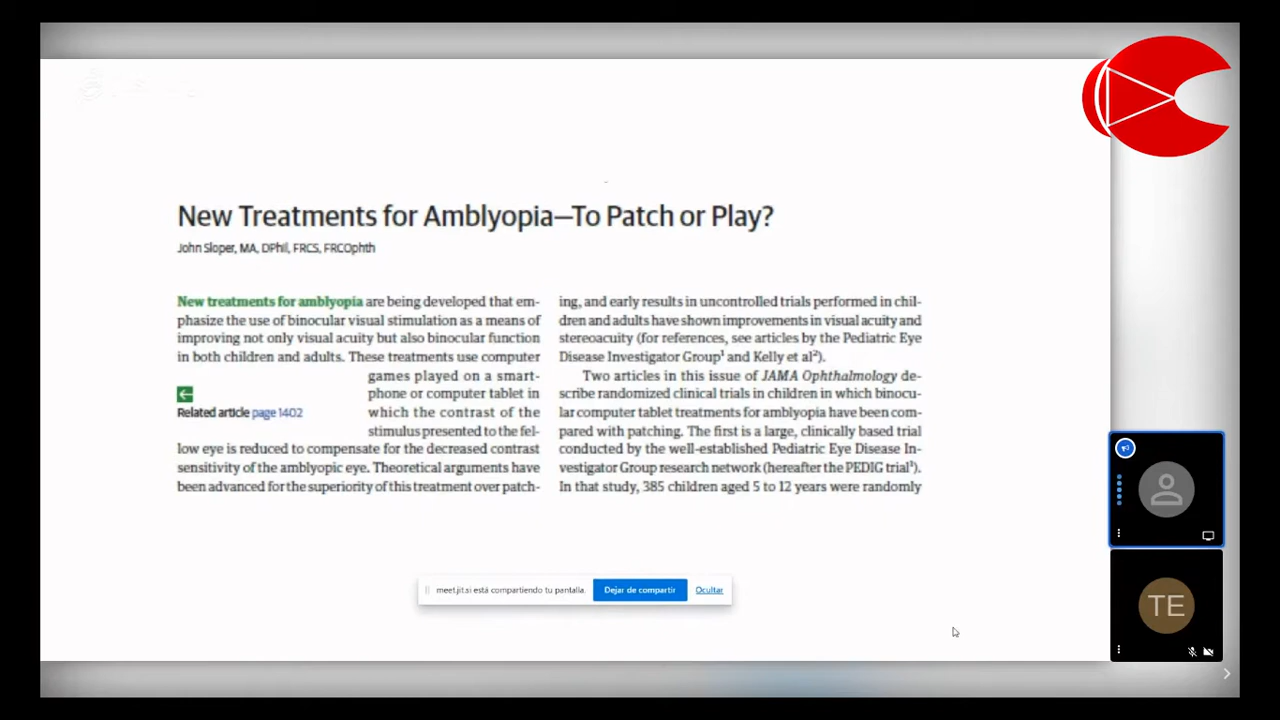 New Treatments for Amblyopia—To Patch or Play?
John Sloper, MA, DPhil, FRCS, FRCOphth
New treatments for amblyopia are being developed that em-
phasize the use of binocular visual stimulation as a means of
improving not only visual acuity but also binocular function
in both children and adults. These treatments use computer
games played on a smart-
phone or computer tablet in
which the contrast of the
stimulus presented to the fel-
Related article page 1402
low eye is reduced to compensate for the decreased contrast
sensitivity of the amblyopic eye. Theoretical arguments have
been advanced for the superiority of this treatment over patch-
ing, and early results in uncontrolled trials performed in chil-
dren and adults have shown improvements in visual acuity and
stereoacuity (for references, see articles by the Pediatric Eye
Disease Investigator Group¹ and Kelly et al²).
Two articles in this issue of JAMA Ophthalmology de-
scribe randomized clinical trials in children in which binocu-
lar computer tablet treatments for amblyopia have been com-
pared with patching. The first is a large, clinically based trial
conducted by the well-established Pediatric Eye Disease In-
vestigator Group research network (hereafter the PEDIG trial¹).
In that study, 385 children aged 5 to 12 years were randomly
meet.jit.si está compartiendo tu pantalla.
Dejar de compartir
Ocultar
TE